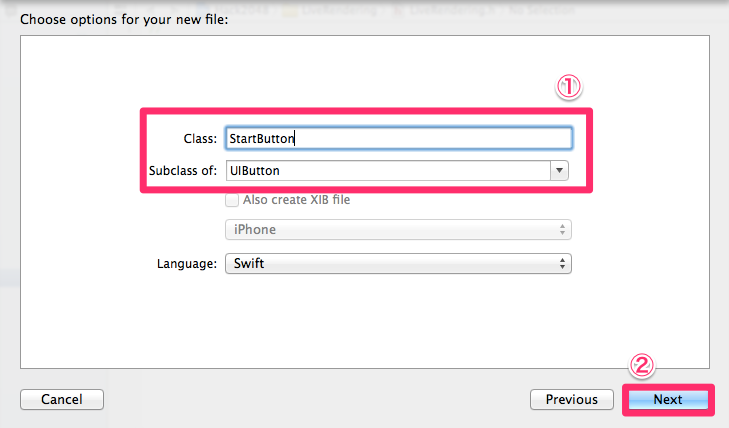 Choose options for your new file:
①
Class: StartButton
Subclass of: UIButton
Also create XIB file
iPhone
Language: Swift
②
Cancel Previous Next